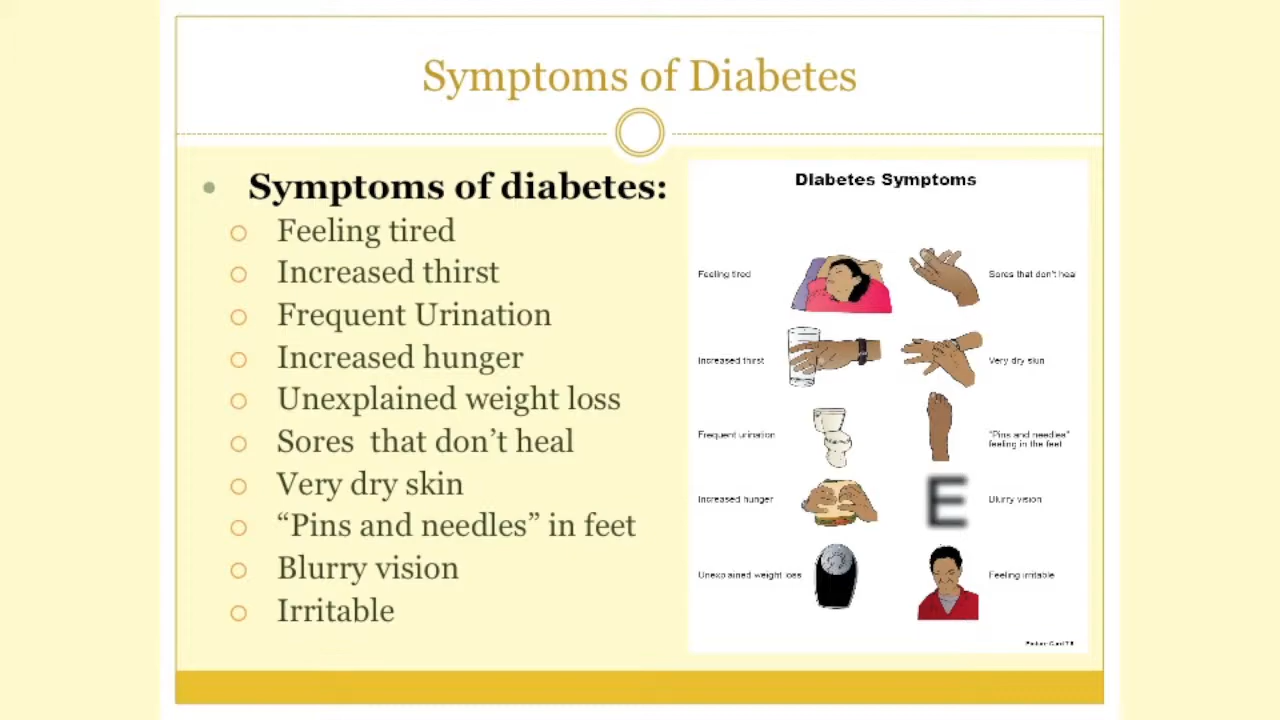 Symptoms of Diabetes
• Symptoms of diabetes:
○ Feeling tired
○ Increased thirst
○ Frequent Urination
○ Increased hunger
○ Unexplained weight loss
○ Sores  that don’t heal
○ Very dry skin
○ “Pins and needles” in feet
○ Blurry vision
○ Irritable
Diabetes Symptoms
Feeling tired
Sores that don't hea
Increased thirst
Very dry skin
Frequent urination
"Pins and needles"
feeling in the feet
Increased hunger
E
Blurry vision
Unexplained weight loss
Feeling irritable